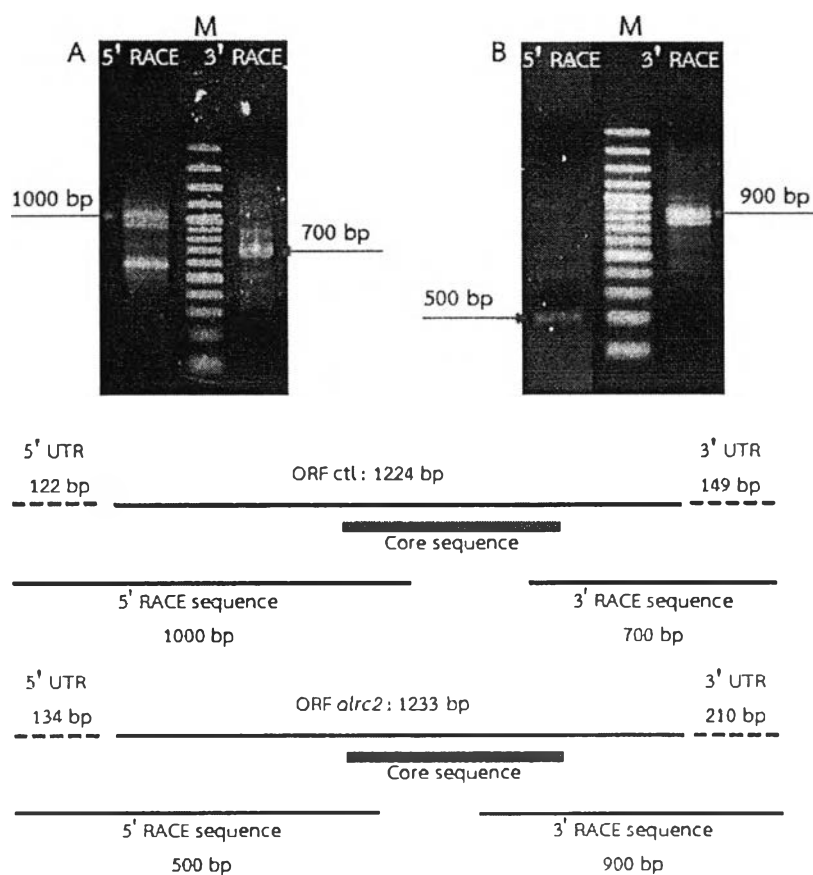 M
A
5' RACE
3' RACE
1000 bp
700 bp
M
B
5' RACE
3' RACE
900 bp
500 bp
5' UTR
122 bp
ORF ctl : 1224 bp
3' UTR
149 bp
Core sequence
5' RACE sequence
1000 bp
3' RACE sequence
700 bp
5' UTR
134 bp
ORF alrc2 : 1233 bp
3' UTR
210 bp
Core sequence
5' RACE sequence
500 bp
3' RACE sequence
900 bp